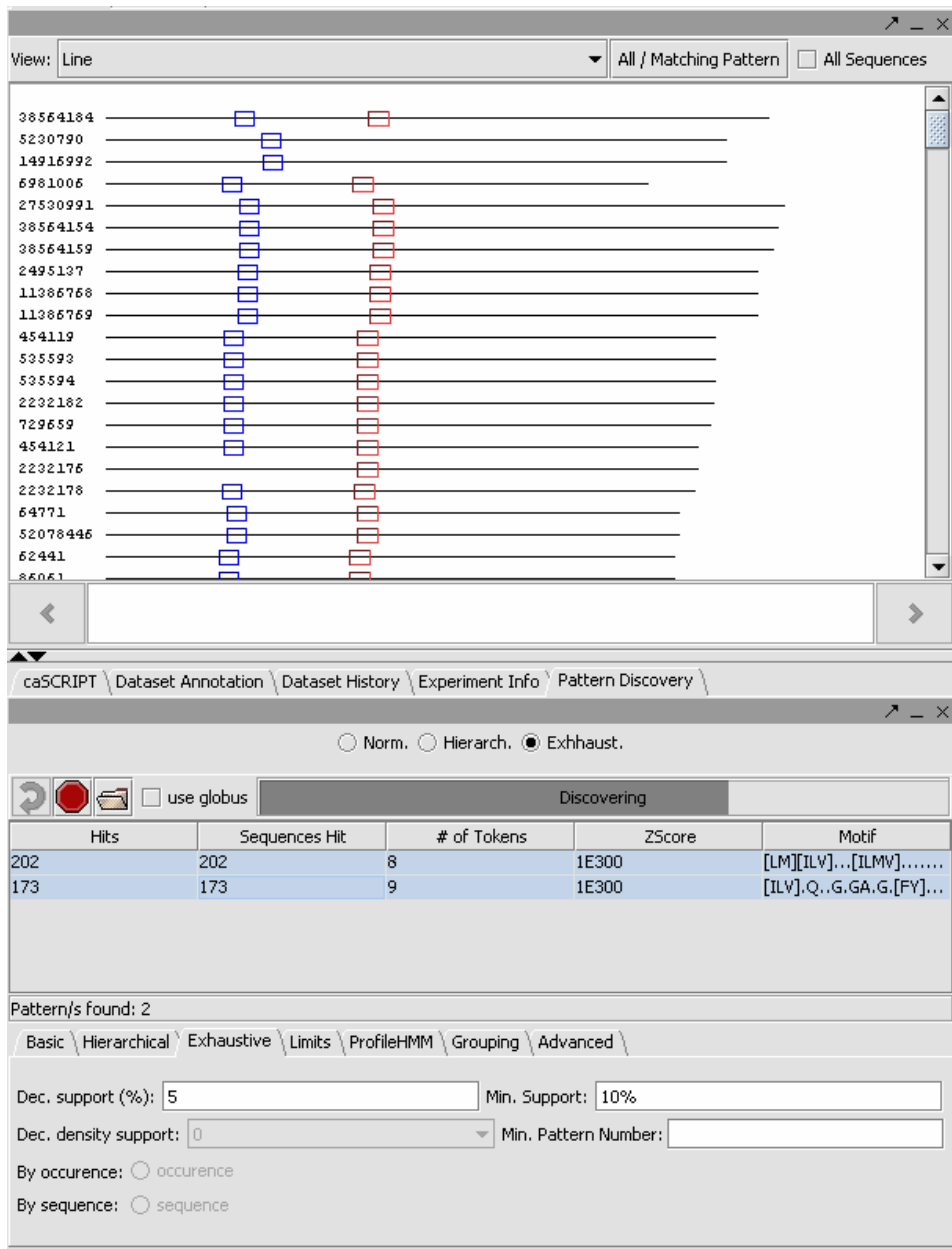 View: Line All / Matching Pattern All Sequences
38564184
5230790
14916992
6981006
27530991
38564154
38564159
2495137
11386768
11386769
454119
535593
535594
2232182
729659
454121
2232176
2232178
64771
52078446
62441
86061
caSCRIPT Dataset Annotation Dataset History Experiment Info Pattern Discovery
Norm. Hierarch. Exhhaust.
use globus Discovering
Hits Sequences Hit # of Tokens ZScore Motif
202 202 8 1E300 [LM][ILV]...[ILMV].......
173 173 9 1E300 [ILV].Q..G.GA.G.[FY]...
Pattern/s found: 2
Basic Hierarchical Exhaustive Limits ProfileHMM Grouping Advanced
Dec. support (%): 5 Min. Support: 10%
Dec. density support: 0 Min. Pattern Number:
By occurence: occurence
By sequence: sequence